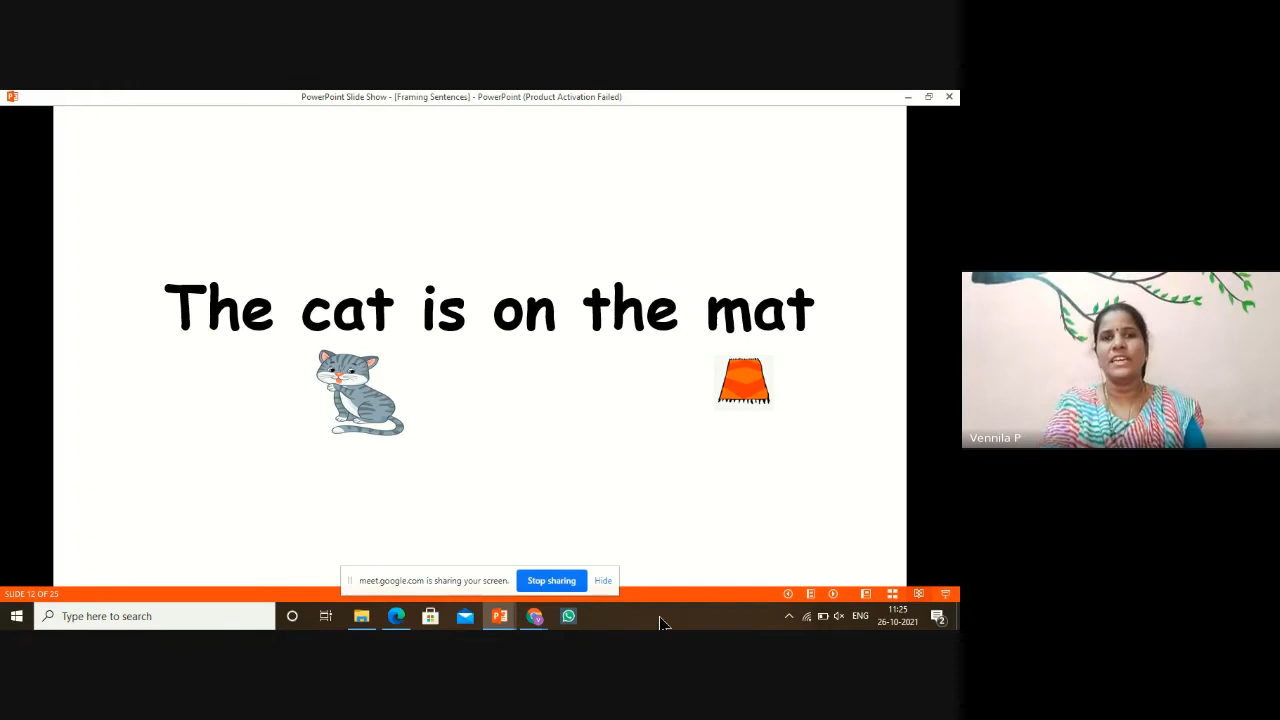 PowerPoint Slide Show - [Framing Sentences] - PowerPoint (Product Activation Failed)
The cat is on the mat
Vennila P
meet.google.com is sharing your screen. Stop sharing Hide
SLIDE 12 OF 25
Type here to search
ENG
11:25
26-10-2021
2